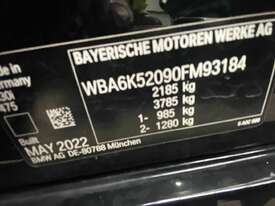 BAYERISCHE MOTOREN WERKE AG
WBA6K52090FM93184
2185 kg
3785 kg
1- 985 kg
2- 1280 kg
Built
MAY 2022
BMW AG DE-80788 München